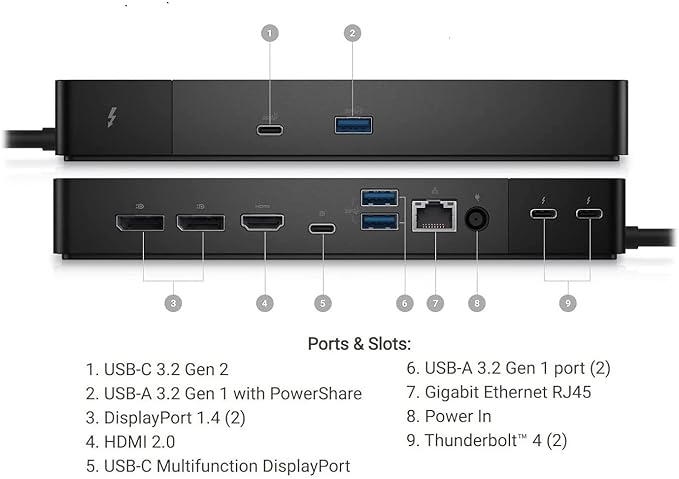 1
2
HDMI
3
4
5
6
7
8
9
Ports & Slots:
1. USB-C 3.2 Gen 2
2. USB-A 3.2 Gen 1 with PowerShare
3. DisplayPort 1.4 (2)
4. HDMI 2.0
5. USB-C Multifunction DisplayPort
6. USB-A 3.2 Gen 1 port (2)
7. Gigabit Ethernet RJ45
8. Power In
9. Thunderbolt™ 4 (2)